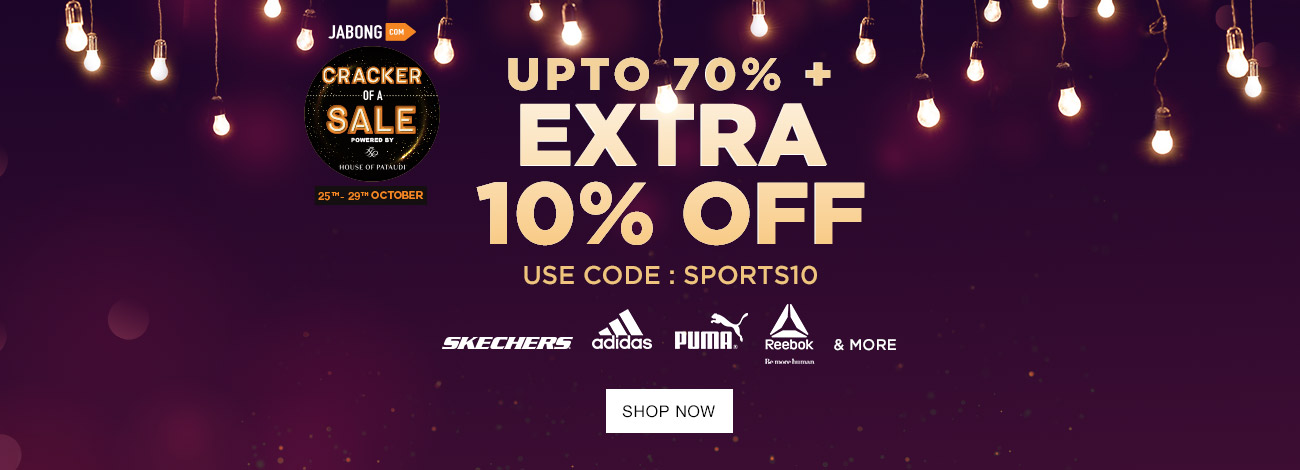 JABONG COM
CRACKER
OF A
SALE
POWERED BY
HOUSE OF PATAUDI
25TH - 29TH OCTOBER
UPTO 70% +
EXTRA
10% OFF
USE CODE : SPORTS10
SKECHERS adidas PUMA Reebok & MORE
Be more human
SHOP NOW